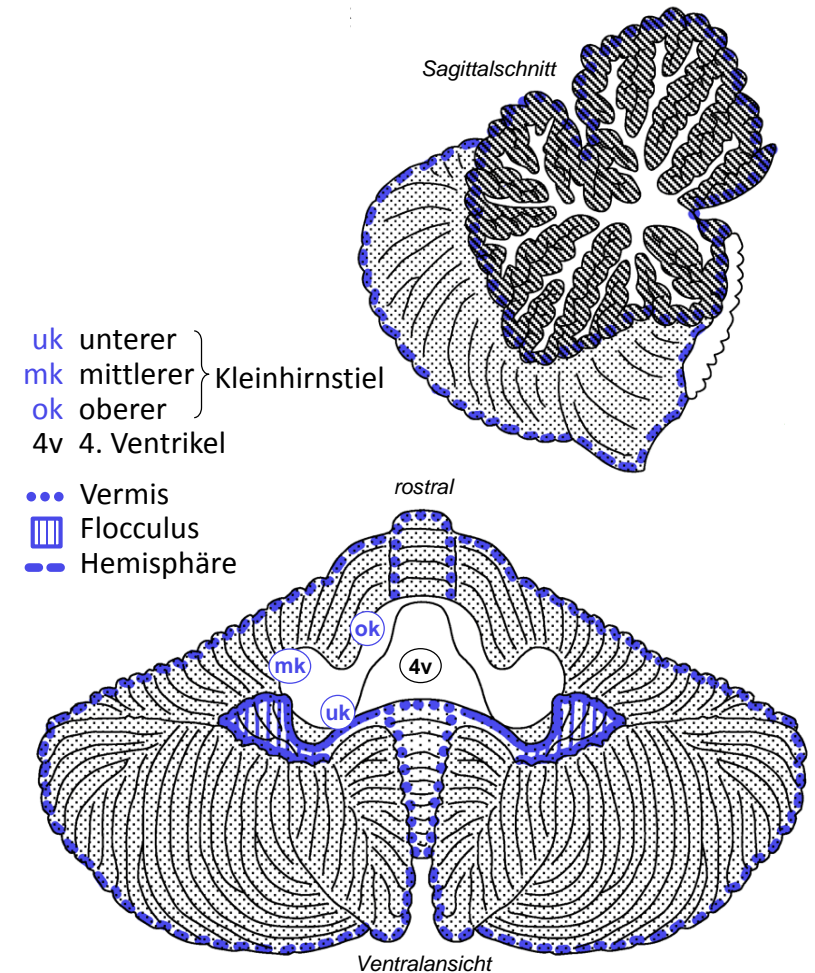 Sagittalschnitt
uk unterer
mk mittlerer
ok oberer
Kleinhirnstiel
4v 4. Ventrikel
Vermis
Flocculus
Hemisphäre
rostral
ok
mk
4v
uk
Ventralansicht